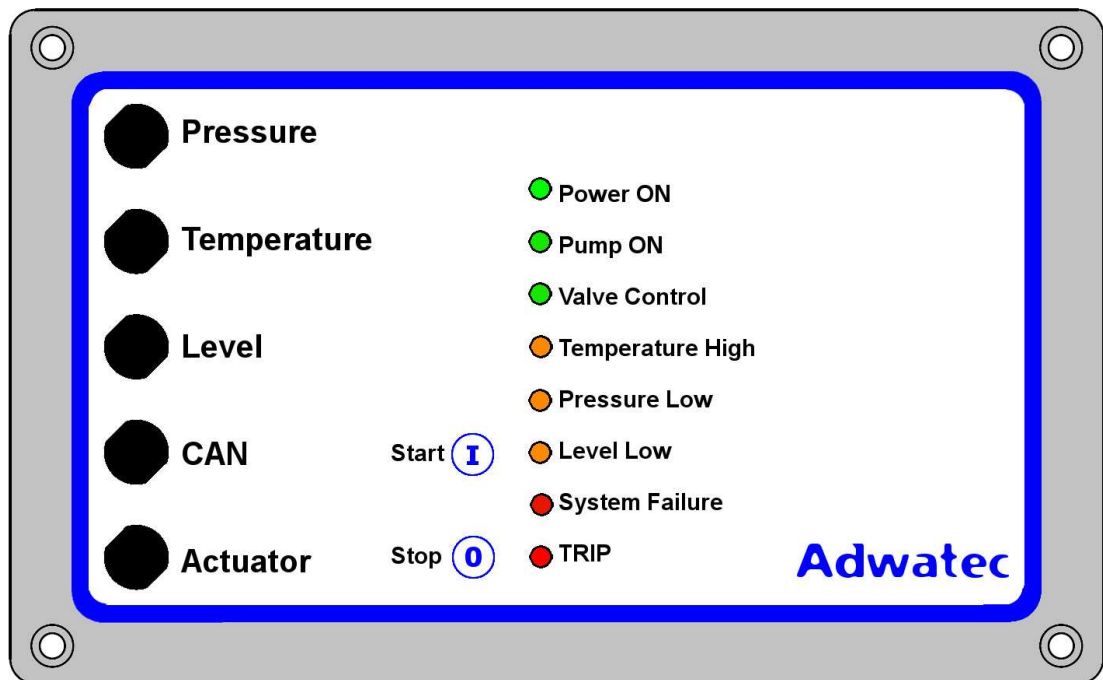 Pressure
Temperature
Level
CAN
Actuator
Start I
Stop 0
Power ON
Pump ON
Valve Control
Temperature High
Pressure Low
Level Low
System Failure
TRIP
Adwatec